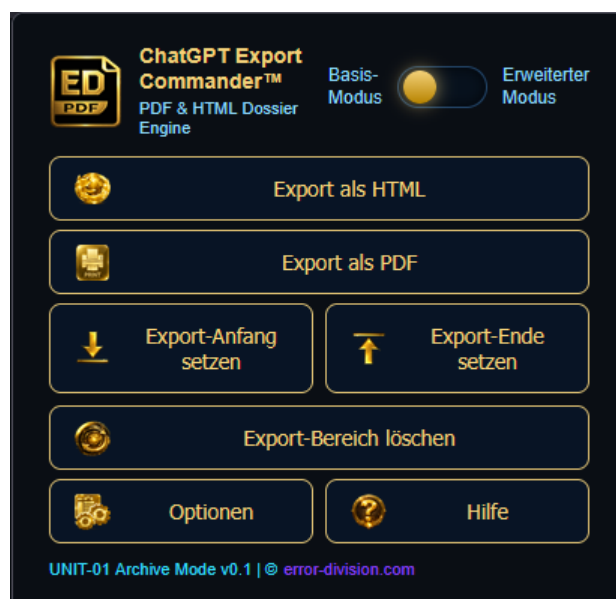 ED
PDF
ChatGPT Export
Commander™
PDF & HTML Dossier
Engine
Basis-
Modus
Erweiterter
Modus
Export als HTML
PRINT
Export als PDF
Export-Anfang
setzen
Export-Ende
setzen
Export-Bereich löschen
Optionen
?
Hilfe
UNIT-01 Archive Mode v0.1 | © error-division.com